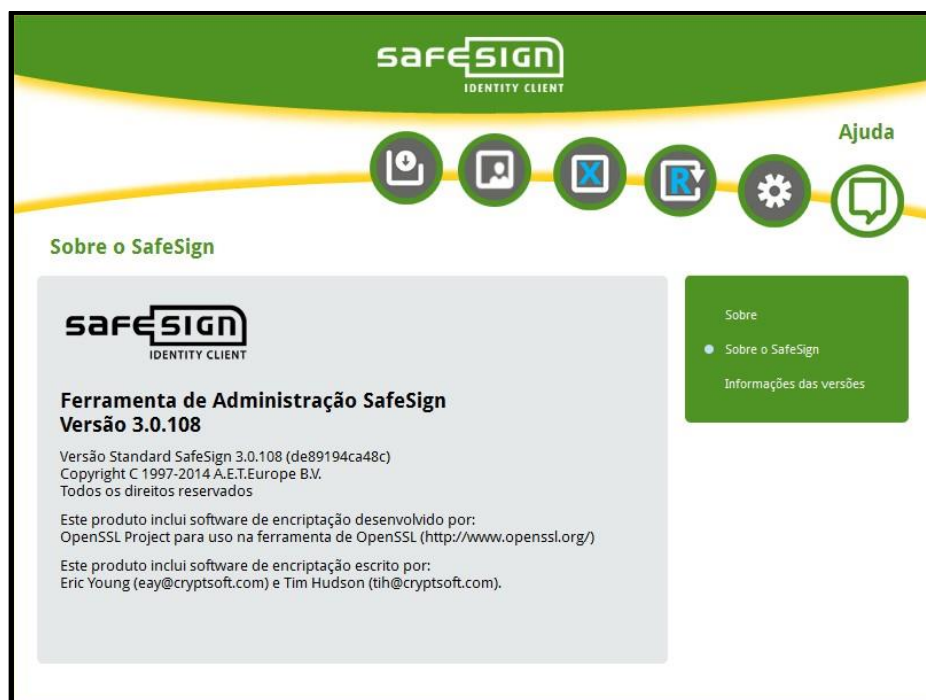 safesign
IDENTITY CLIENT
Ajuda
X
R
Sobre o SafeSign
safesign
IDENTITY CLIENT
Ferramenta de Administração SafeSign
Versão 3.0.108
Versão Standard SafeSign 3.0.108 (de89194ca48c)
Copyright C 1997-2014 A.E.T.Europe B.V.
Todos os direitos reservados
Este produto inclui software de encriptação desenvolvido por:
OpenSSL Project para uso na ferramenta de OpenSSL (http://www.openssl.org/)
Este produto inclui software de encriptação escrito por:
Eric Young (eay@cryptsoft.com) e Tim Hudson (tih@cryptsoft.com).
Sobre
Sobre o SafeSign
Informações das versões